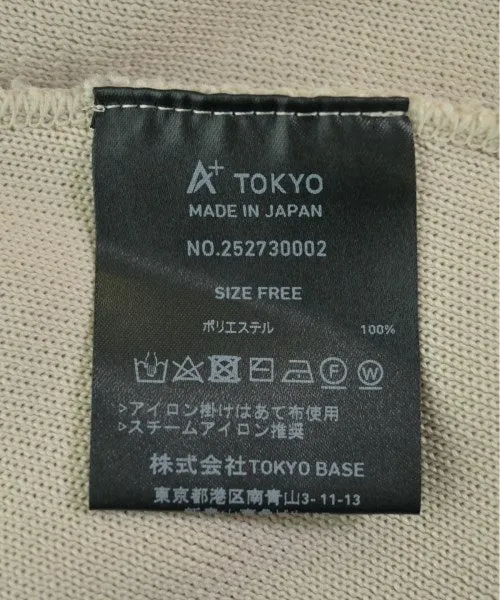 A+ TOKYO
MADE IN JAPAN
NO.252730002
SIZE FREE
ポリエステル 100%
F W
>アイロン掛けはあて布使用
>スチームアイロン推奨
株式会社TOKYO BASE
東京都港区南青山3-11-13